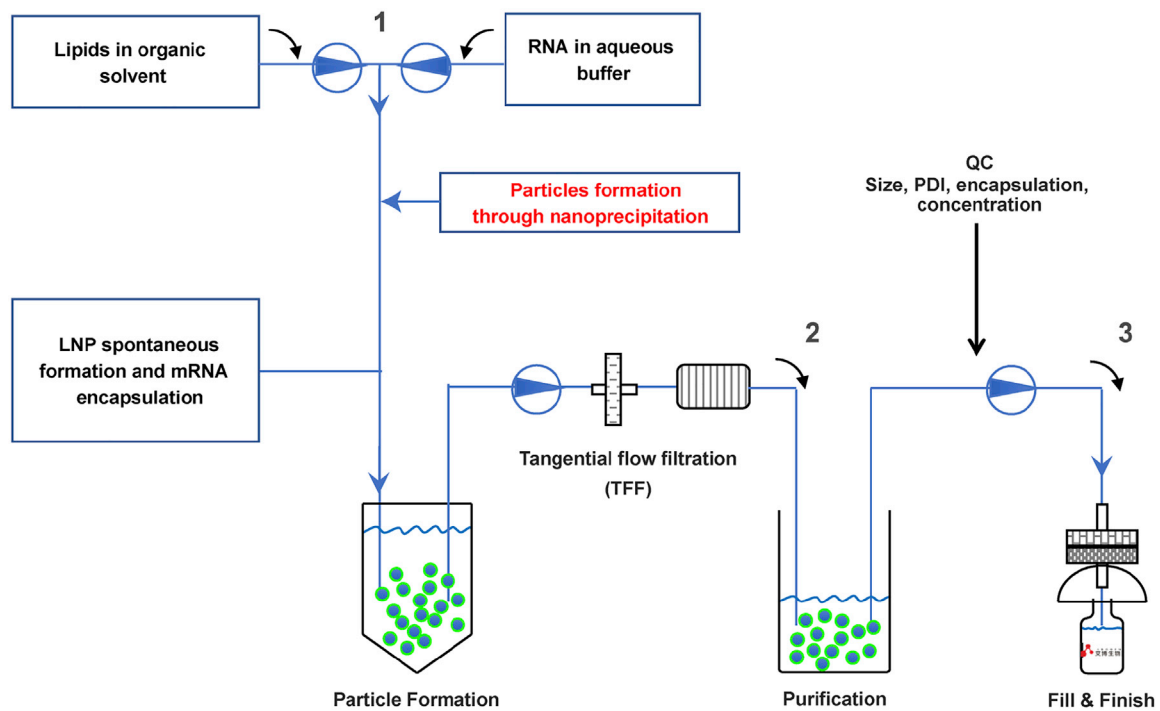 1
Lipids in organic
solvent
RNA in aqueous
buffer
Particles formation
through nanoprecipitation
QC
Size, PDI, encapsulation,
concentration
LNP spontaneous
formation and mRNA
encapsulation
2
3
Tangential flow filtration
(TFF)
Particle Formation
Purification
Fill & Finish